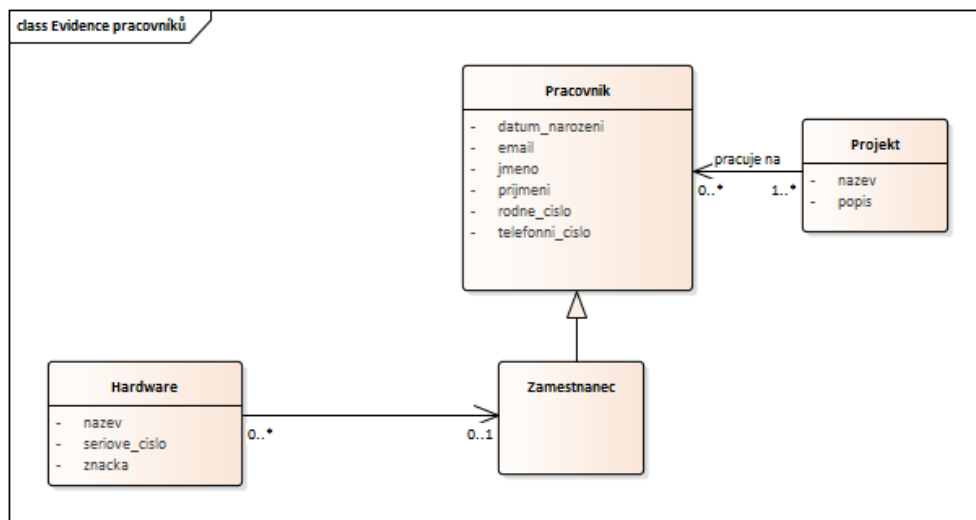 class Evidence pracovníků
Pracovnik
- datum_narozeni
- email
- jmeno
- prijmeni
- rodne_cislo
- telefonni_cislo
pracuje na
0..*
1..*
Projekt
- nazev
- popis
Hardware
- nazev
- seriove_cislo
- znacka
0..*
0..1
Zamestnanec